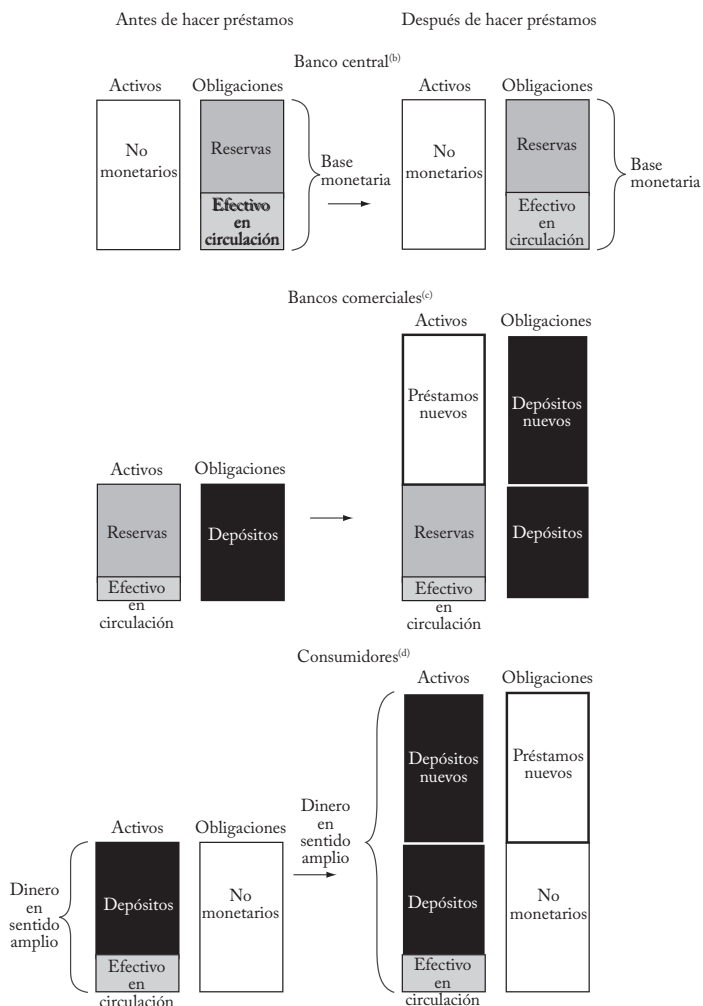 Antes de hacer préstamos
Después de hacer préstamos
Banco central(b)
Activos
Obligaciones
No
monetarios
Reservas
Efectivo
en
circulación
Base
monetaria
Activos
Obligaciones
No
monetarios
Reservas
Efectivo
en
circulación
Base
monetaria
Bancos comerciales(c)
Activos
Obligaciones
Reservas
Efectivo
en
circulación
Depósitos
Activos
Obligaciones
Préstamos
nuevos
Depósitos
nuevos
Reservas
Depósitos
Efectivo
en
circulación
Consumidores(d)
Activos
Obligaciones
Dinero
en
sentido
amplio
Depósitos
Efectivo
en
circulación
No
monetarios
Activos
Obligaciones
Dinero
en
sentido
amplio
Depósitos
nuevos
Préstamos
nuevos
Depósitos
No
monetarios
Efectivo
en
circulación